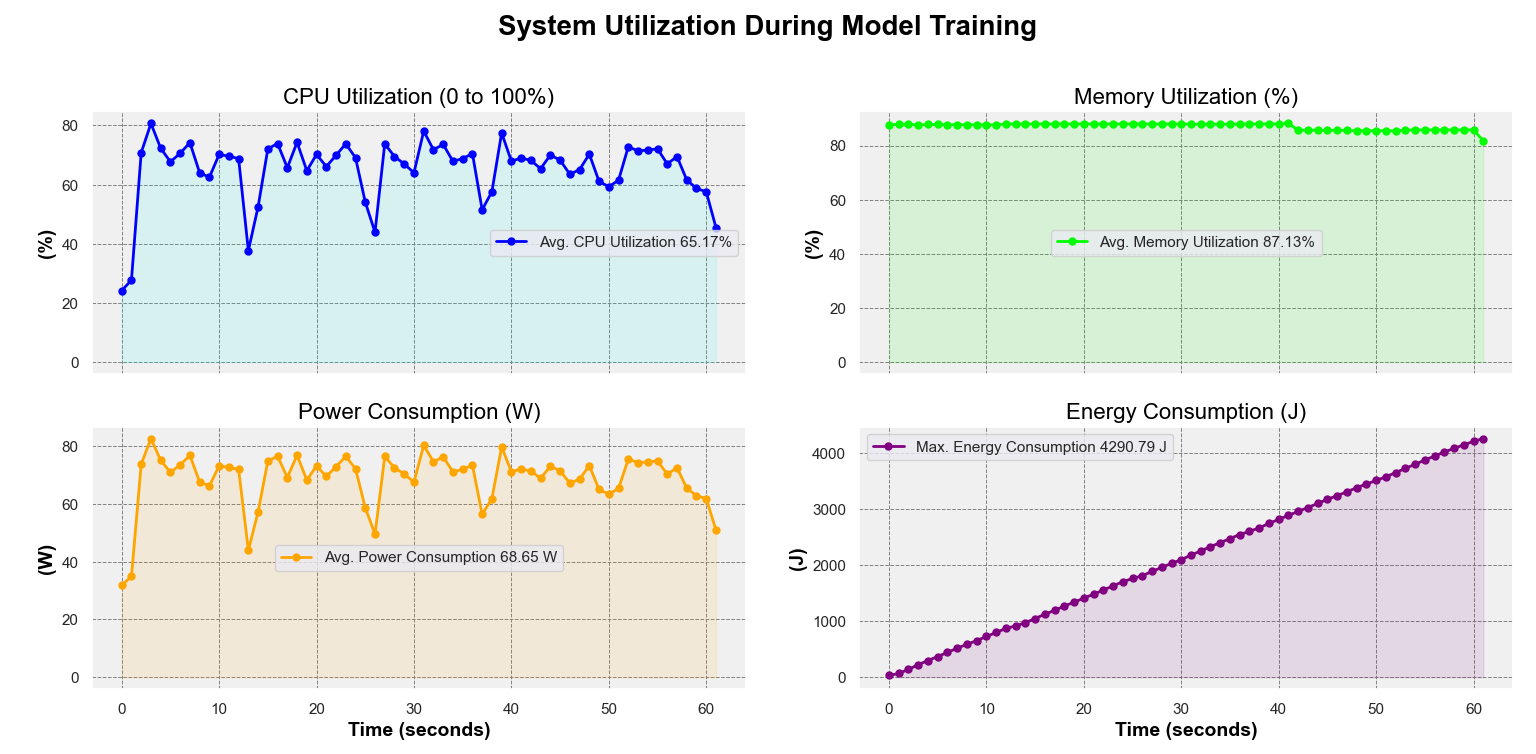 System Utilization During Model Training
CPU Utilization (0 to 100%)
80
60
40
20
0
(%)
Avg. CPU Utilization 65.17%
Memory Utilization (%)
80
60
40
20
0
(%)
Avg. Memory Utilization 87.13%
Power Consumption (W)
80
60
40
20
0
(W)
Avg. Power Consumption 68.65 W
0 10 20 30 40 50 60
Time (seconds)
Energy Consumption (J)
Max. Energy Consumption 4290.79 J
4000
3000
2000
1000
0
(J)
0 10 20 30 40 50 60
Time (seconds)